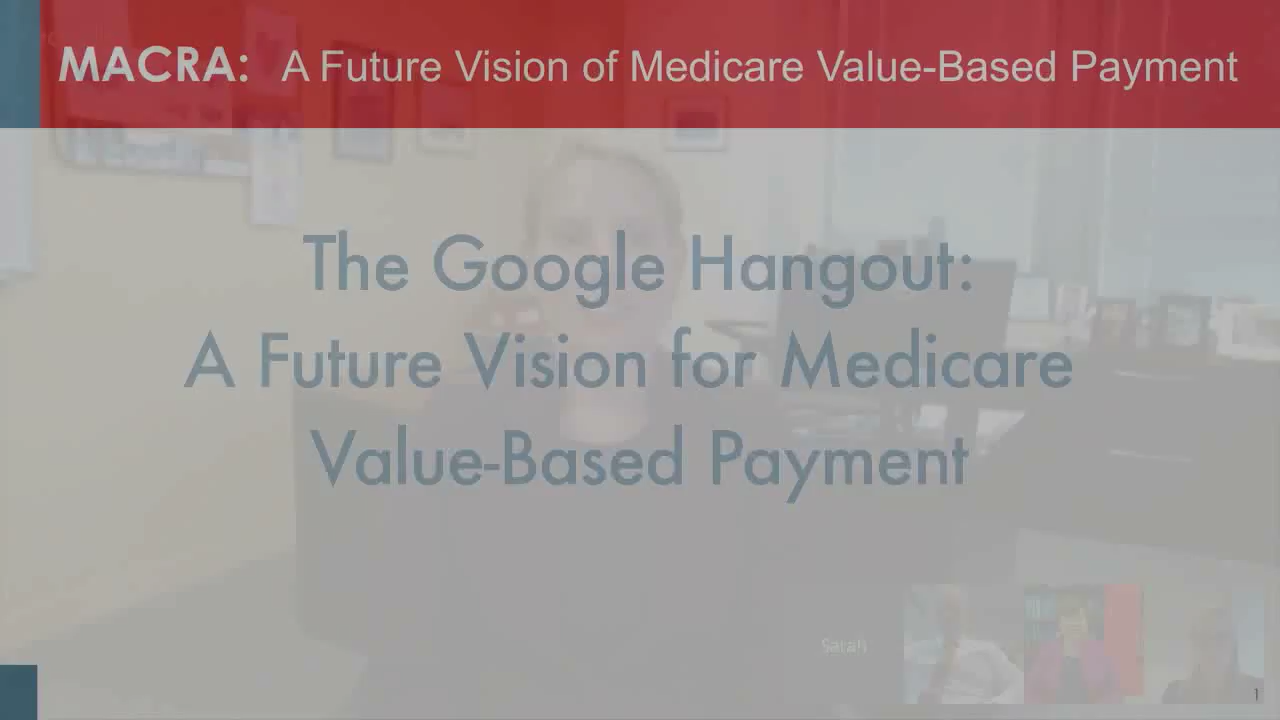 MACRA: A Future Vision of Medicare Value-Based Payment
The Google Hangout:
A Future Vision for Medicare
Value-Based Payment
Sarah
1